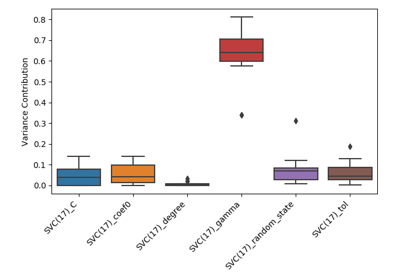 0.8
0.7
0.6
0.5
0.4
0.3
0.2
0.1
0.0
Variance Contribution
SVC(17)_C
SVC(17)_coef0
SVC(17)_degree
SVC(17)_gamma
SVC(17)_random_state
SVC(17)_tol